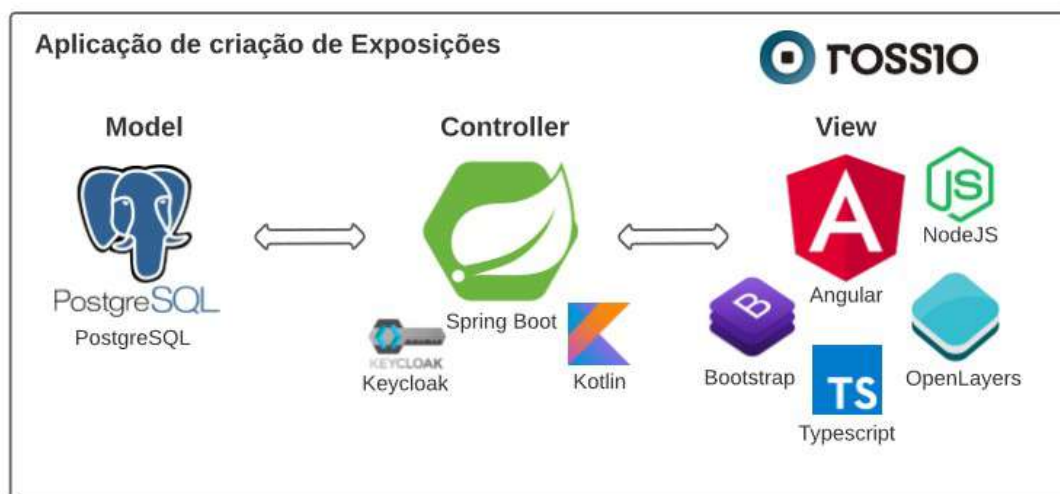 Aplicação de criação de Exposições
ROSSIO
Model
Controller
View
JS
NodeJS
Angular
PostgreSQL
PostgreSQL
Spring Boot
KEYCLOAK
Keycloak
Kotlin
B
Bootstrap
TS
Typescript
OpenLayers